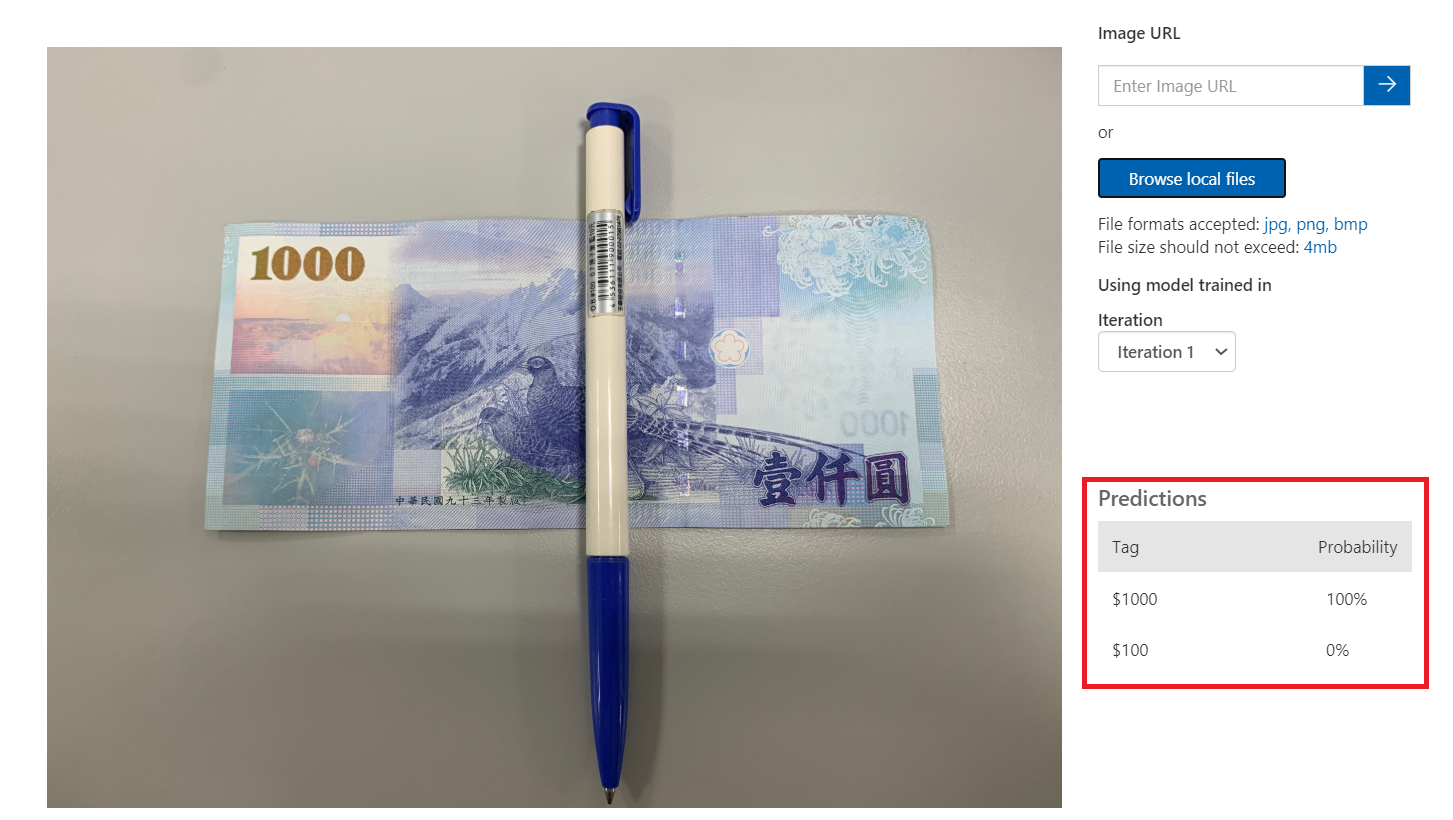 Image URL
Enter Image URL
or
Browse local files
File formats accepted: jpg, png, bmp
File size should not exceed: 4mb
Using model trained in
Iteration
Iteration 1
Predictions
Tag Probability
$1000 100%
$100 0%
1000
1000
中華民國九十三年製版
壹仟圓